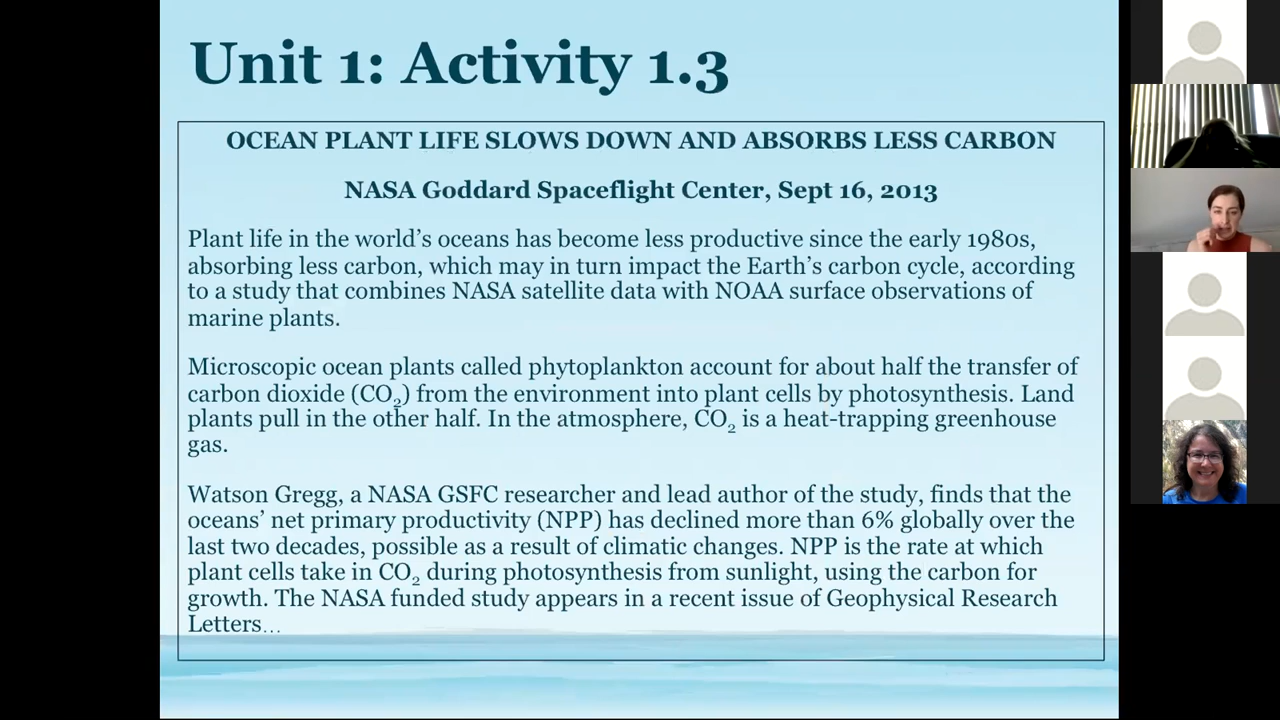 Unit 1: Activity 1.3
OCEAN PLANT LIFE SLOWS DOWN AND ABSORBS LESS CARBON
NASA Goddard Spaceflight Center, Sept 16, 2013
Plant life in the world’s oceans has become less productive since the early 1980s,
absorbing less carbon, which may in turn impact the Earth’s carbon cycle, according
to a study that combines NASA satellite data with NOAA surface observations of
marine plants.
Microscopic ocean plants called phytoplankton account for about half the transfer of
carbon dioxide (CO₂) from the environment into plant cells by photosynthesis. Land
plants pull in the other half. In the atmosphere, CO₂ is a heat-trapping greenhouse
gas.
Watson Gregg, a NASA GSFC researcher and lead author of the study, finds that the
oceans’ net primary productivity (NPP) has declined more than 6% globally over the
last two decades, possible as a result of climatic changes. NPP is the rate at which
plant cells take in CO₂ during photosynthesis from sunlight, using the carbon for
growth. The NASA funded study appears in a recent issue of Geophysical Research
Letters…